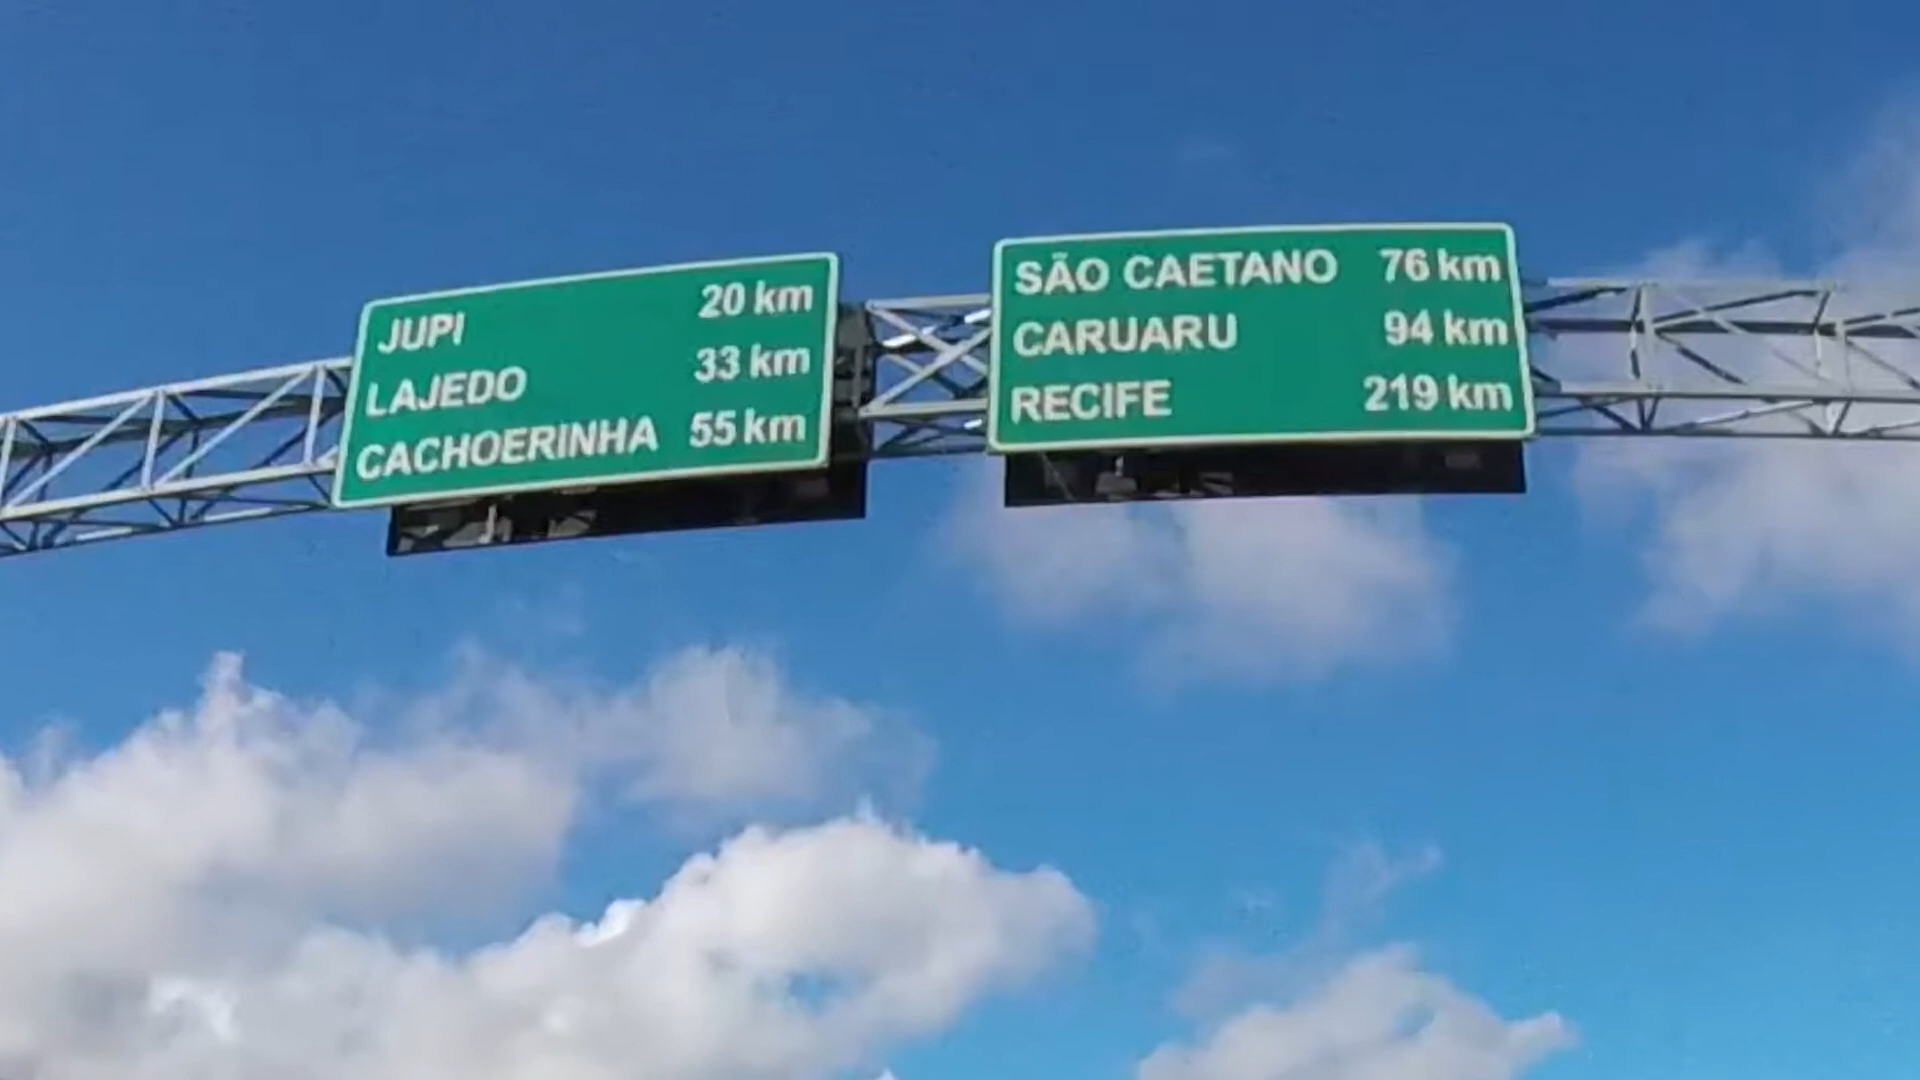 JUPI 20 km
LAJEDO 33 km
CACHOERINHA 55 km
SÃO CAETANO 76 km
CARUARU 94 km
RECIFE 219 km